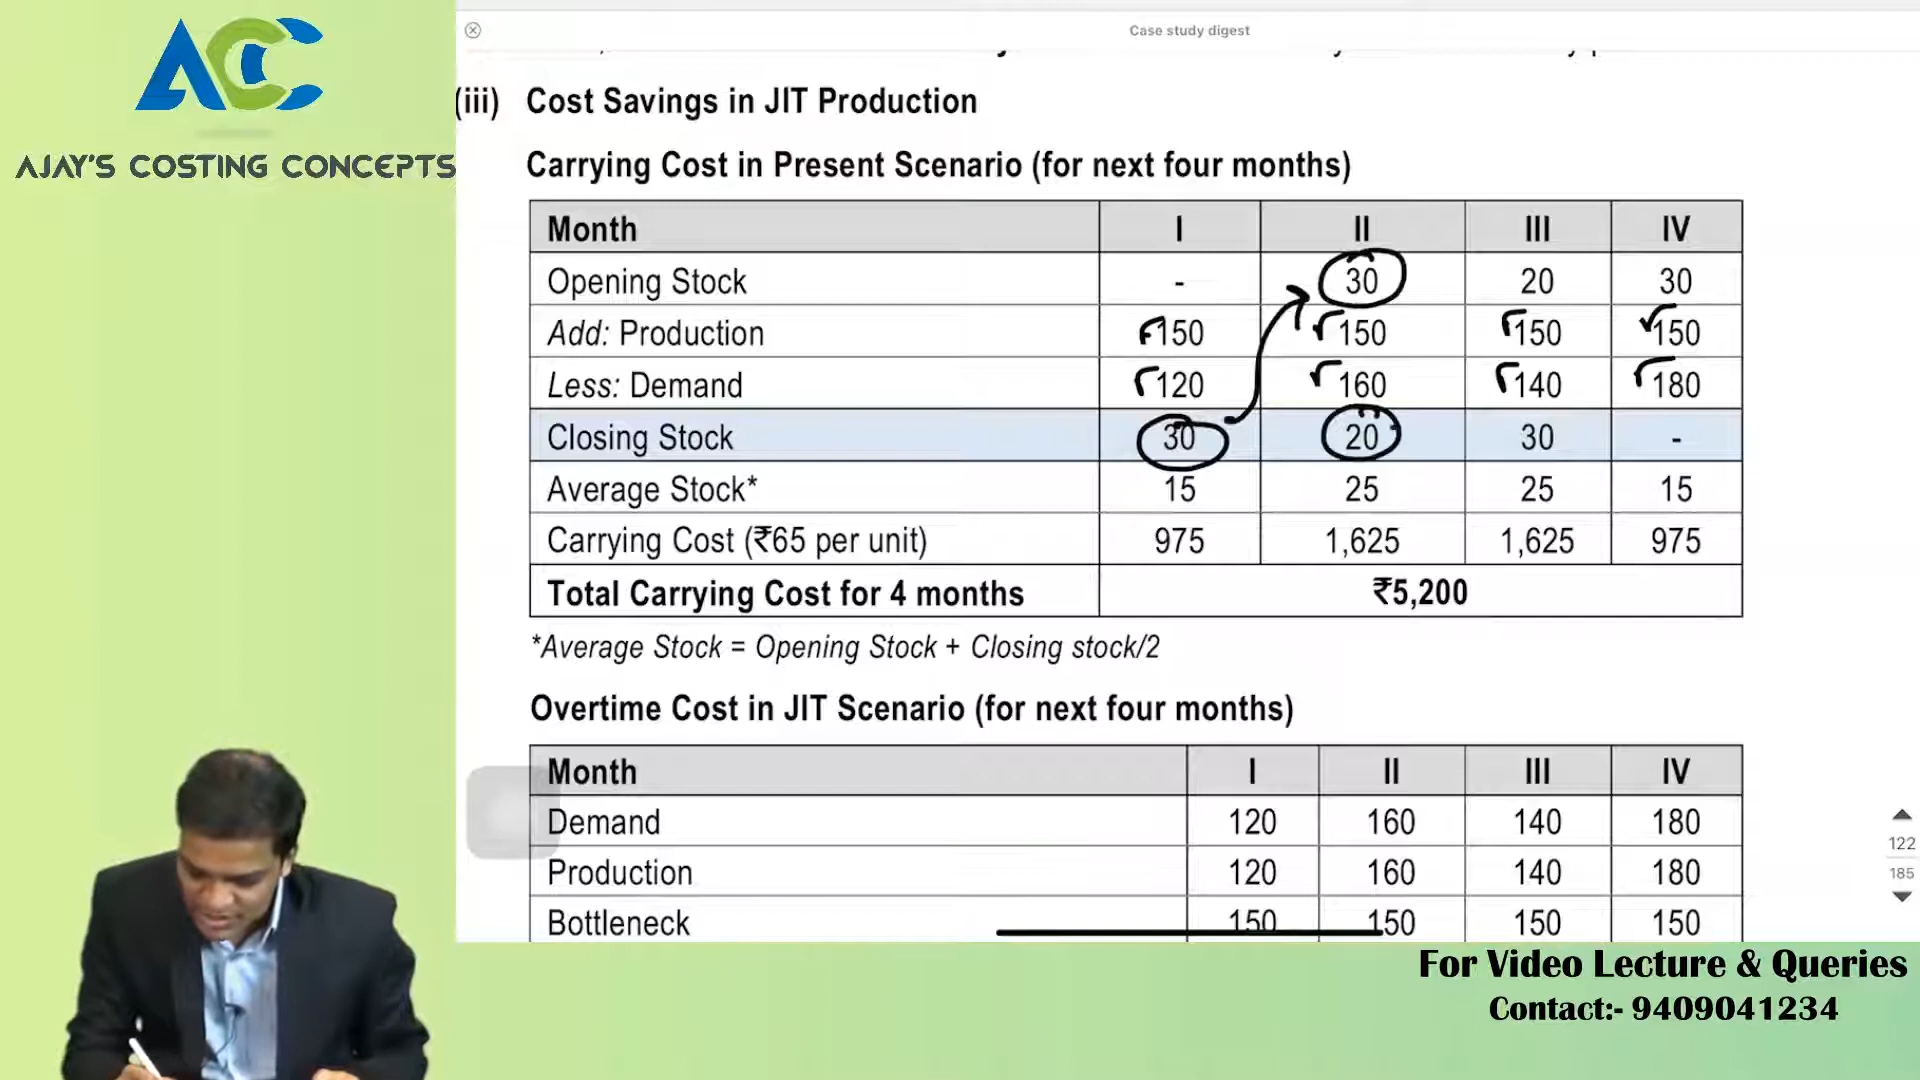 ACC
AJAY'S COSTING CONCEPTS
Case study digest
(iii) Cost Savings in JIT Production
Carrying Cost in Present Scenario (for next four months)
Month I II III IV
Opening Stock - 30 20 30
Add: Production 150 150 150 150
Less: Demand 120 160 140 180
Closing Stock 30 20 30 -
Average Stock* 15 25 25 15
Carrying Cost (₹65 per unit) 975 1,625 1,625 975
Total Carrying Cost for 4 months ₹5,200
*Average Stock = Opening Stock + Closing stock/2
Overtime Cost in JIT Scenario (for next four months)
Month I II III IV
Demand 120 160 140 180
Production 120 160 140 180
Bottleneck 150 150 150 150
122
185
For Video Lecture & Queries
Contact:- 9409041234